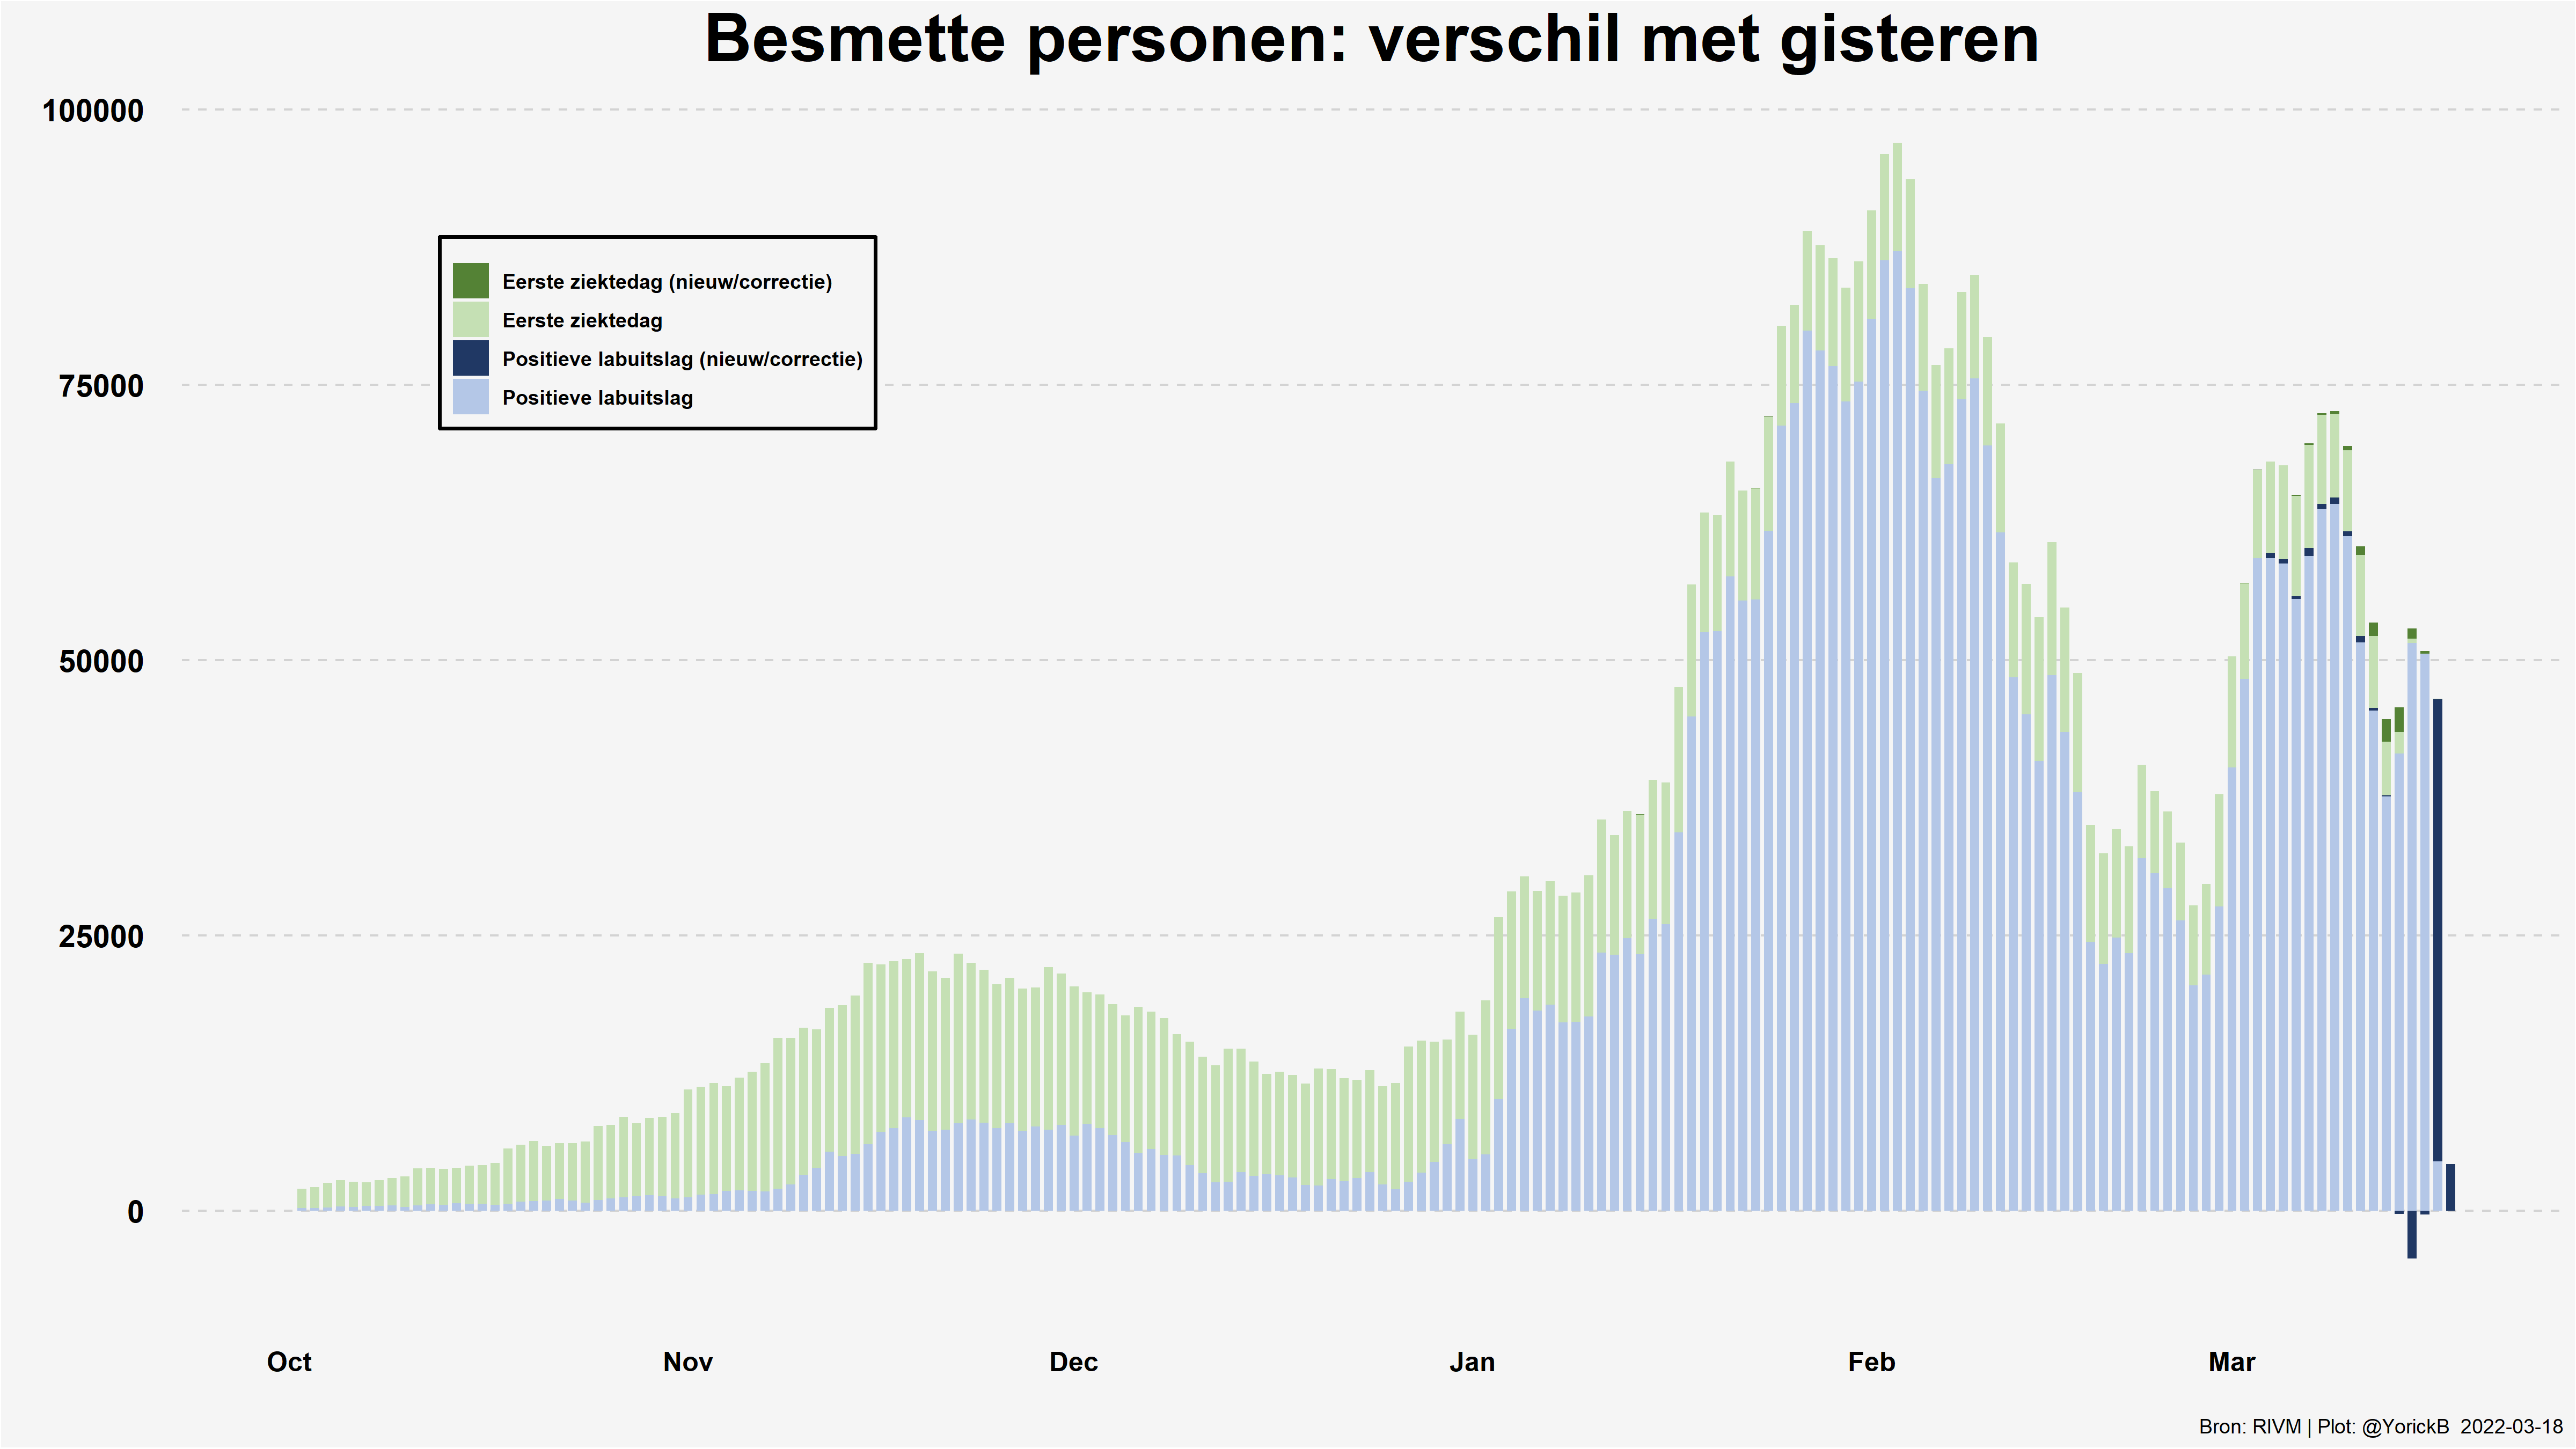 Besmette personen: verschil met gisteren
100000
75000
50000
25000
0
Eerste ziektedag (nieuw/correctie)
Eerste ziektedag
Positieve labuitslag (nieuw/correctie)
Positieve labuitslag
Oct Nov Dec Jan Feb Mar
Bron: RIVM | Plot: @YorickB 2022-03-18